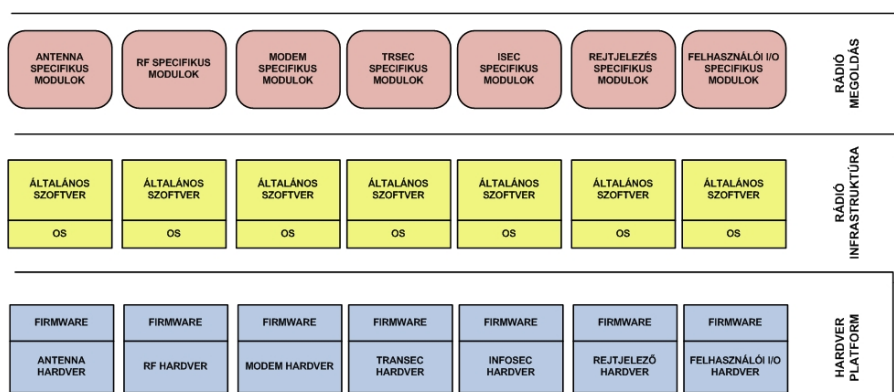 ANTENNA
SPECIFIKUS
MODULOK
RF SPECIFIKUS
MODULOK
MODEM
SPECIFIKUS
MODULOK
TRSEC
SPECIFIKUS
MODULOK
ISEC
SPECIFIKUS
MODULOK
REJTJELEZÉS
SPECIFIKUS
MODULOK
FELHASZNÁLÓI I/O
SPECIFIKUS
MODULOK
RÁDIÓ
MEGOLDÁS
ÁLTALÁNOS
SZOFTVER
ÁLTALÁNOS
SZOFTVER
ÁLTALÁNOS
SZOFTVER
ÁLTALÁNOS
SZOFTVER
ÁLTALÁNOS
SZOFTVER
ÁLTALÁNOS
SZOFTVER
ÁLTALÁNOS
SZOFTVER
OS
OS
OS
OS
OS
OS
OS
RÁDIÓ
INFRASTRUKTÚRA
FIRMWARE
FIRMWARE
FIRMWARE
FIRMWARE
FIRMWARE
FIRMWARE
FIRMWARE
ANTENNA
HARDVER
RF HARDVER
MODEM HARDVER
TRANSEC
HARDVER
INFOSEC
HARDVER
REJTJELEZŐ
HARDVER
FELHASZNÁLÓI I/O
HARDVER
HARDVER
PLATFORM